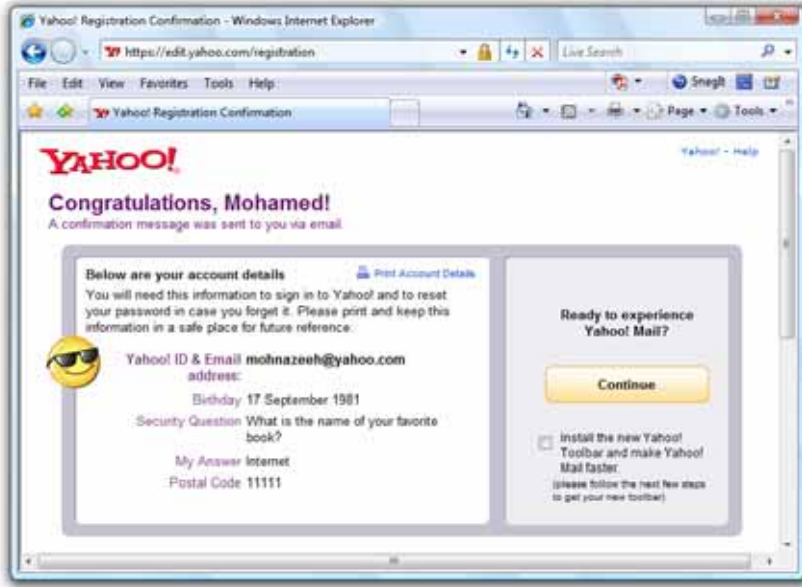 Yahoo! Registration Confirmation - Windows Internet Explorer
https://edit.yahoo.com/registration
Live Search
File Edit View Favorites Tools Help
SnagIt
Yahoo! Registration Confirmation
Page Tools
YAHOO!
Yahoo! - Help
Congratulations, Mohamed!
A confirmation message was sent to you via email.
Below are your account details
Print Account Details
You will need this information to sign in to Yahoo! and to reset
your password in case you forget it. Please print and keep this
information in a safe place for future reference.
Yahoo! ID & Email address: mohnazeeh@yahoo.com
Birthday 17 September 1981
Security Question What is the name of your favorite
book?
My Answer Internet
Postal Code 11111
Ready to experience
Yahoo! Mail?
Continue
Install the new Yahoo!
Toolbar and make Yahoo!
Mail faster.
(please follow the next few steps
to get your new toolbar)